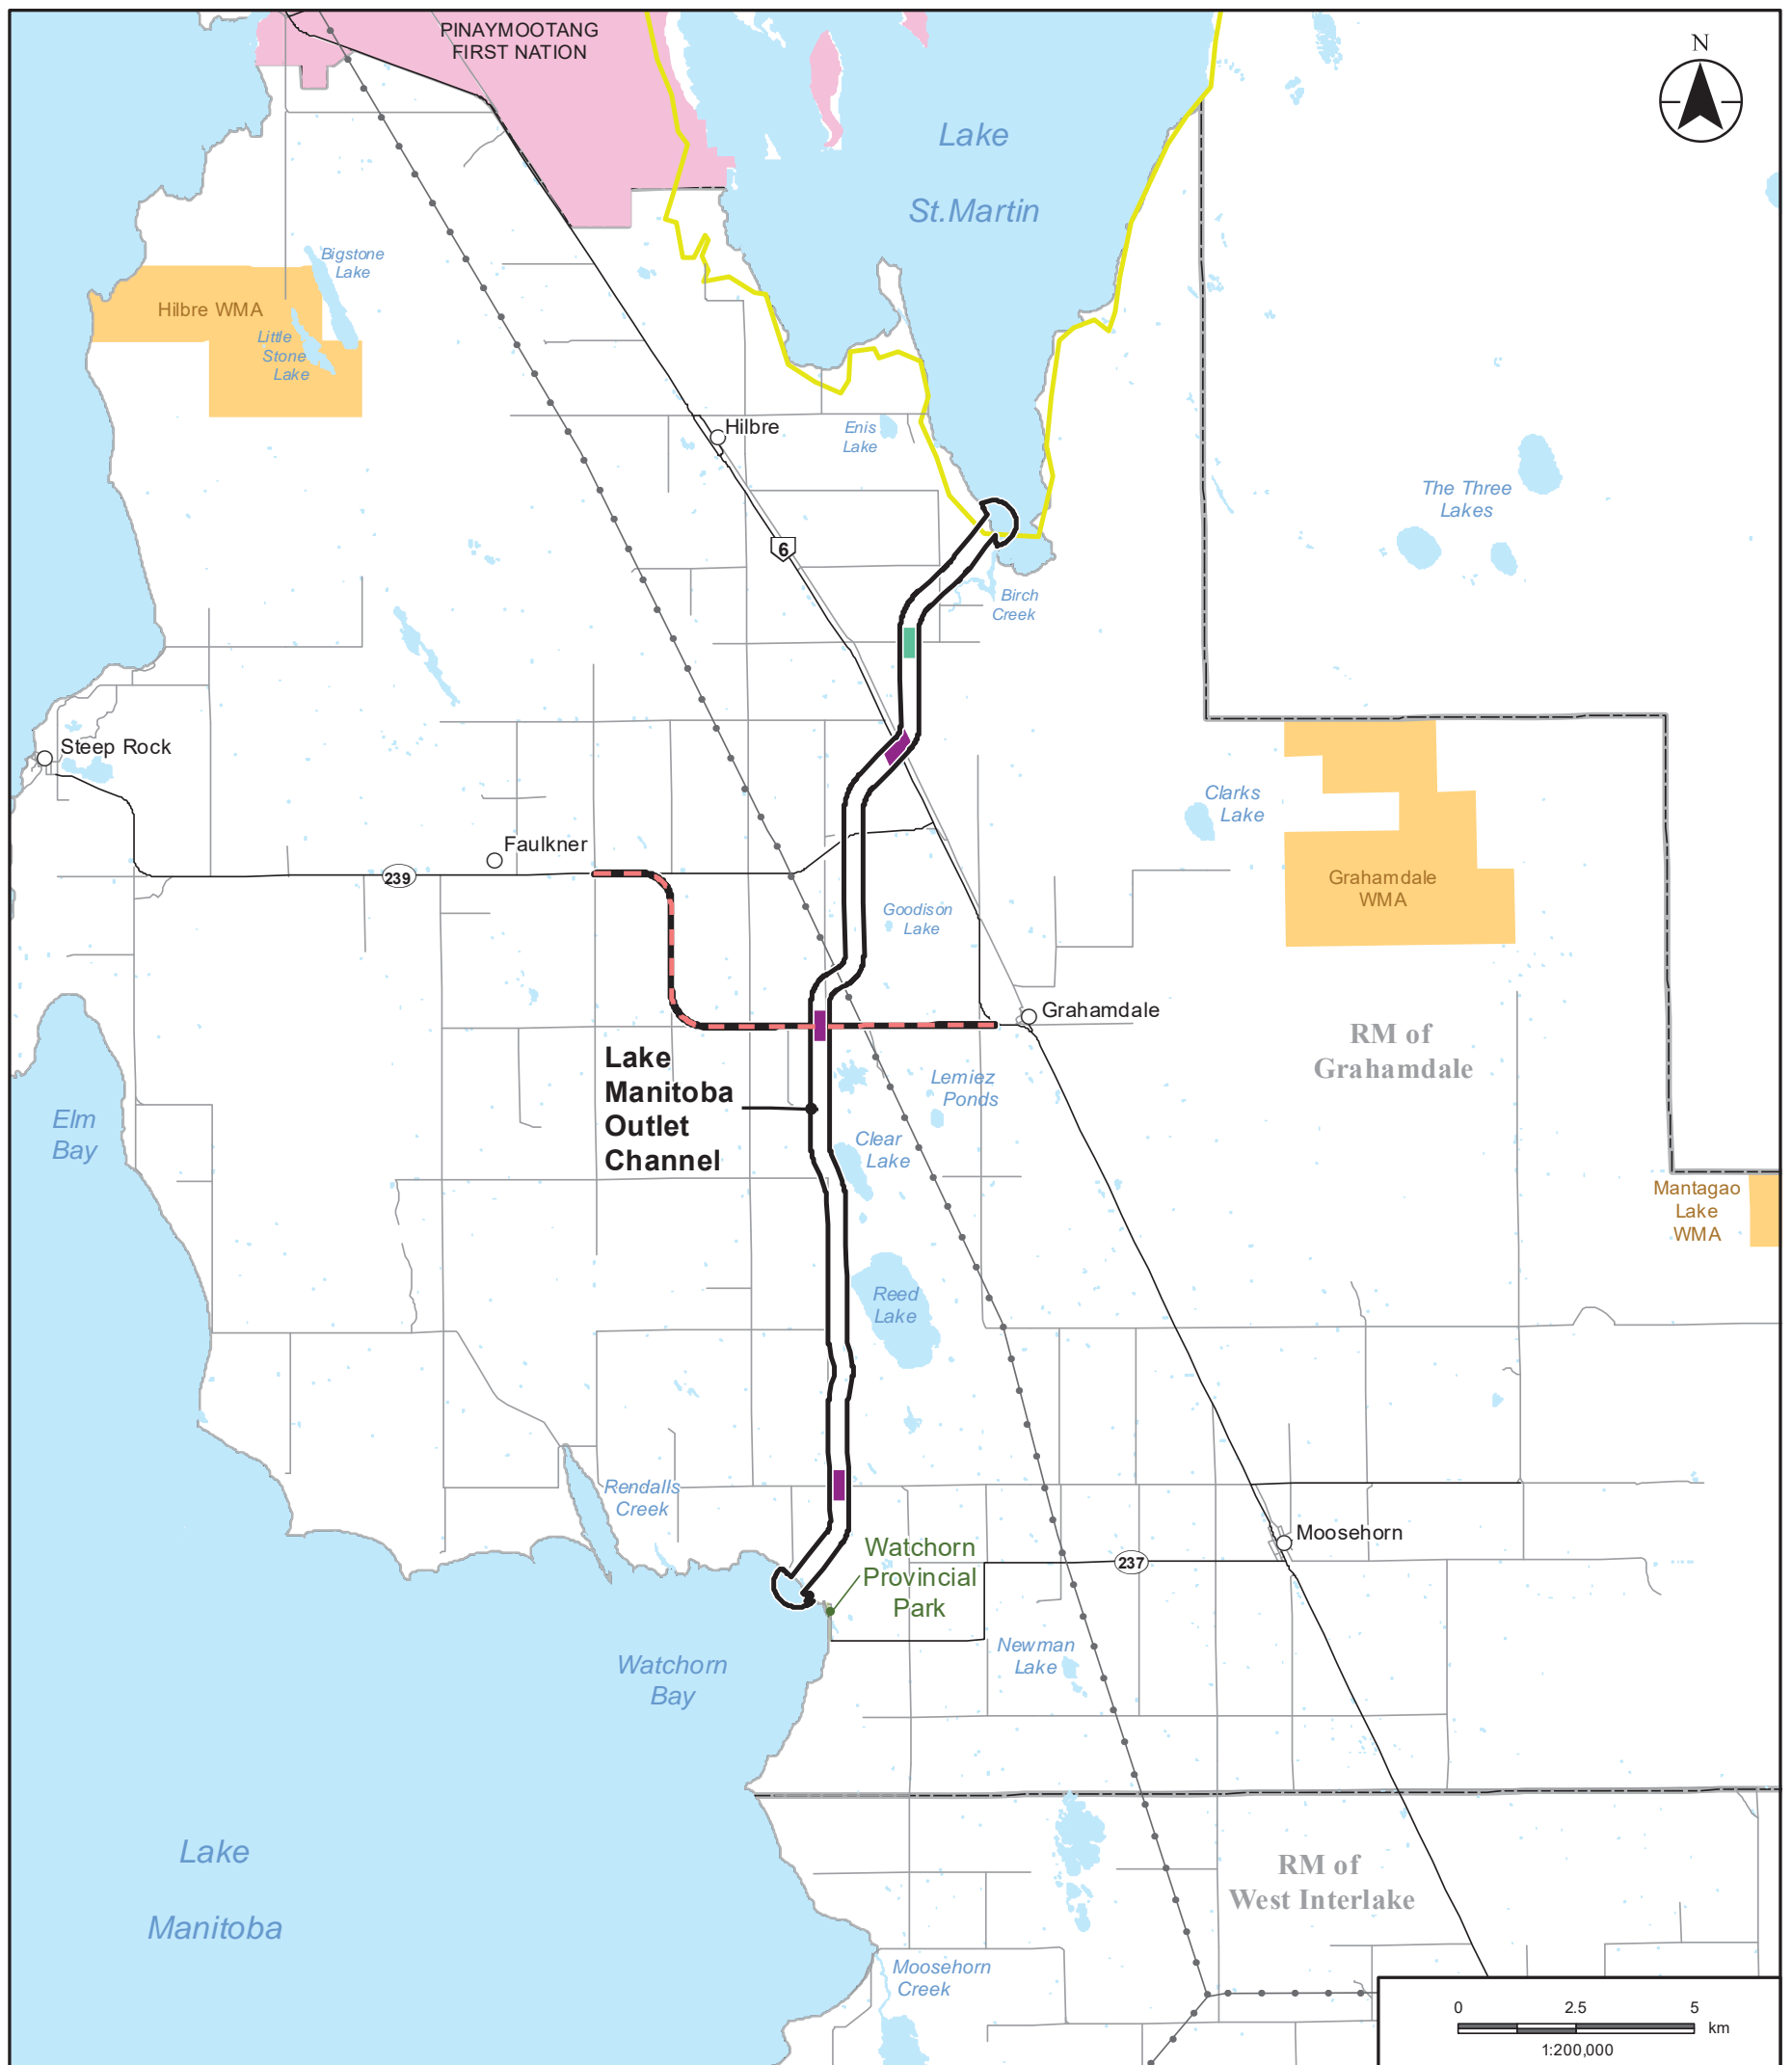 PINAYMOOTANG
FIRST NATION
N
Lake
St.Martin
Bigstone
Lake
Hilbre WMA
Little
Stone
Lake
Hilbre
Enis
Lake
The Three
Lakes
6
Birch
Creek
Steep Rock
Clarks
Lake
Faulkner
239
Grahamdale
WMA
Goodison
Lake
Grahamdale
RM of
Grahamdale
Lake
Manitoba
Outlet
Channel
Lemiez
Ponds
Elm
Bay
Clear
Lake
Mantagao
Lake
WMA
Reed
Lake
Rendalls
Creek
Moosehorn
Watchorn
Provincial
Park
237
Newman
Lake
Watchorn
Bay
Lake
Manitoba
RM of
West Interlake
Moosehorn
Creek
0 2.5 5
km
1:200,000